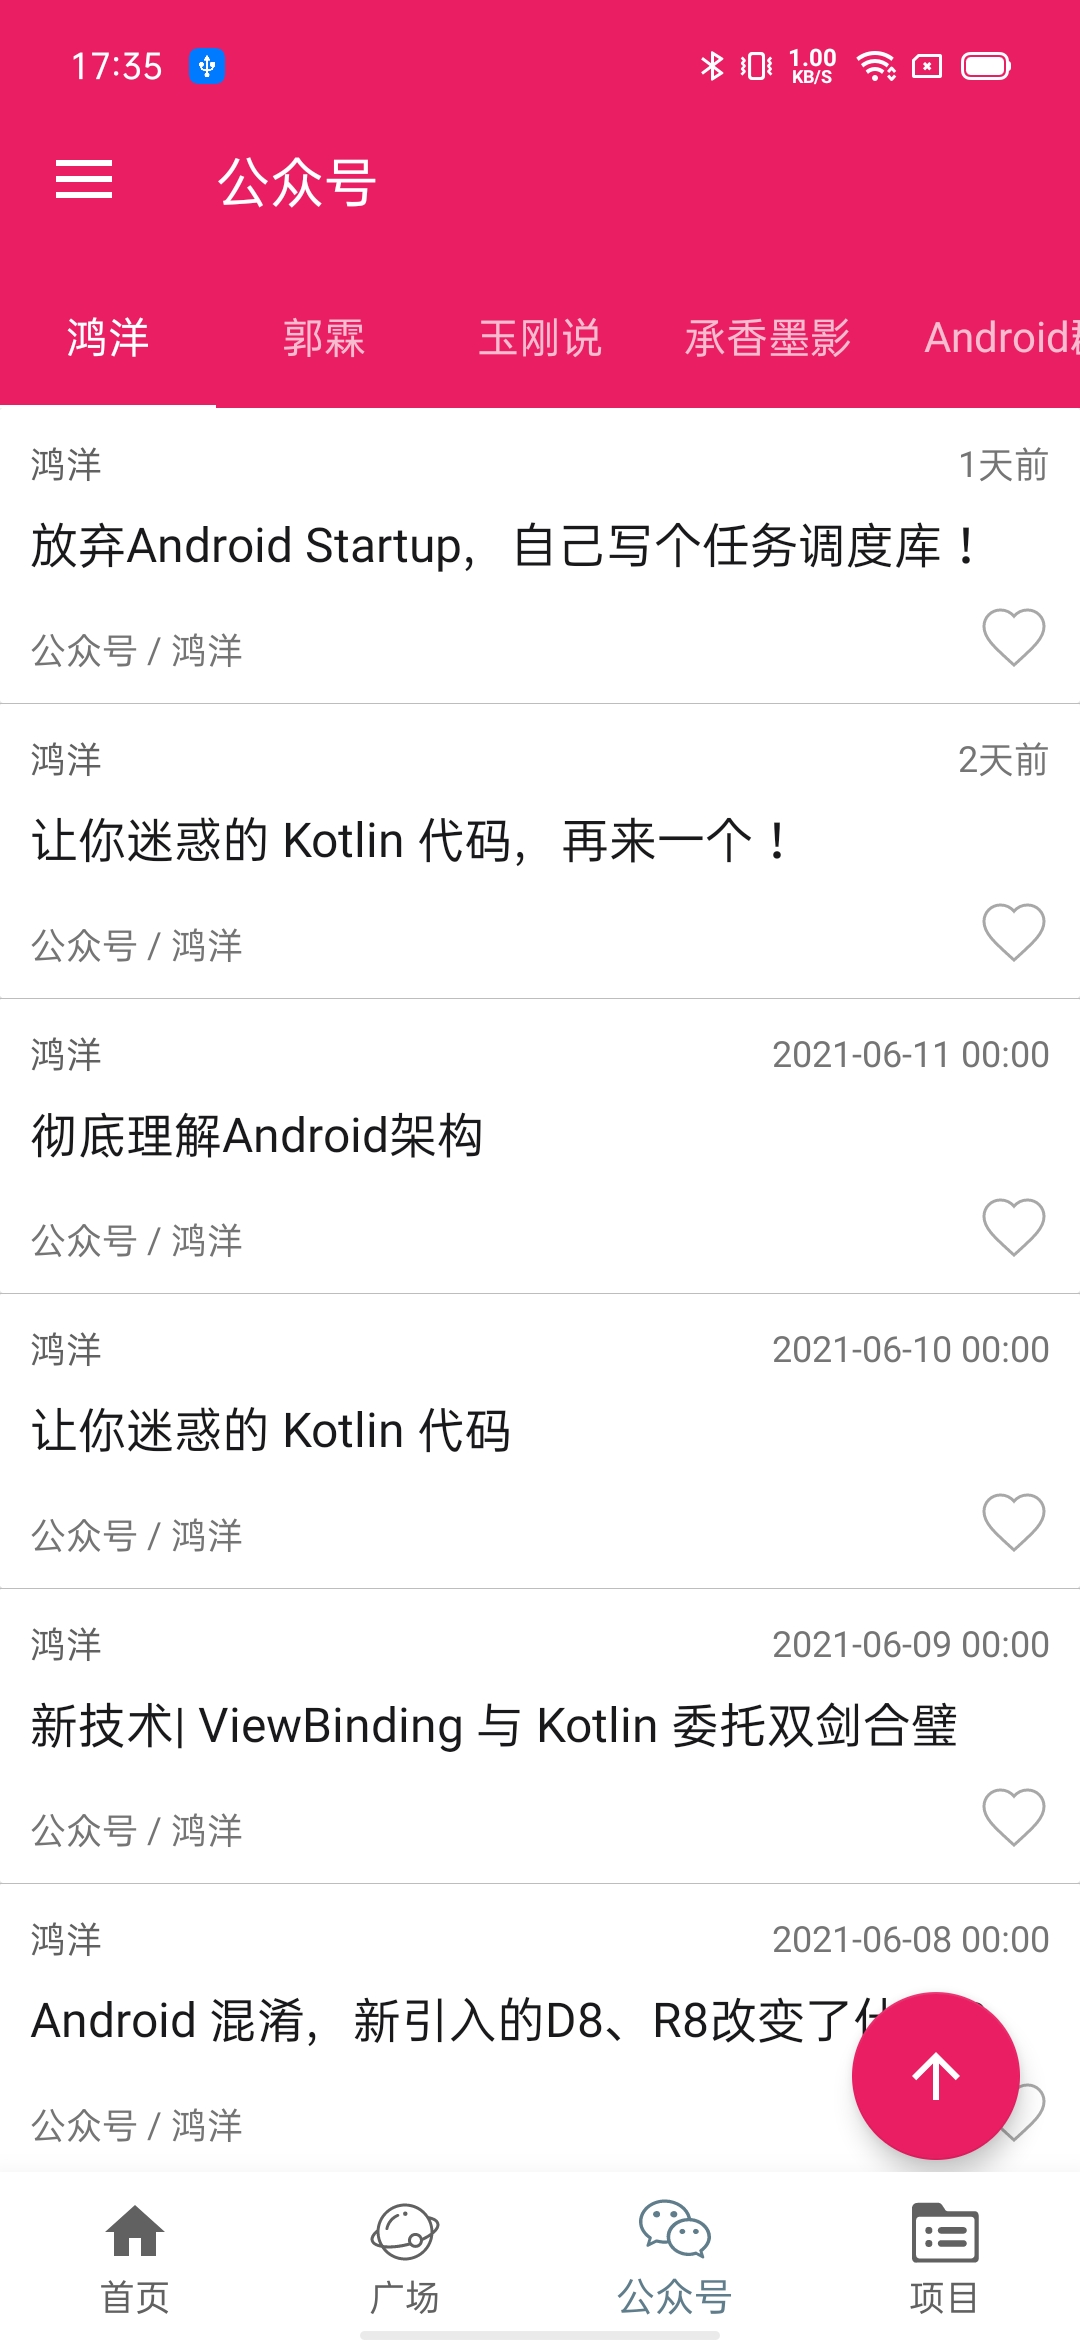 17:35
1.00
KB/S
公众号
鸿洋 郭霖 玉刚说 承香墨影 Android
鸿洋 1天前
放弃Android Startup，自己写个任务调度库！
公众号 / 鸿洋
鸿洋 2天前
让你迷惑的 Kotlin 代码，再来一个！
公众号 / 鸿洋
鸿洋 2021-06-11 00:00
彻底理解Android架构
公众号 / 鸿洋
鸿洋 2021-06-10 00:00
让你迷惑的 Kotlin 代码
公众号 / 鸿洋
鸿洋 2021-06-09 00:00
新技术| ViewBinding 与 Kotlin 委托双剑合璧
公众号 / 鸿洋
鸿洋 2021-06-08 00:00
Android 混淆，新引入的D8、R8改变了
公众号 / 鸿洋
首页 广场 公众号 项目